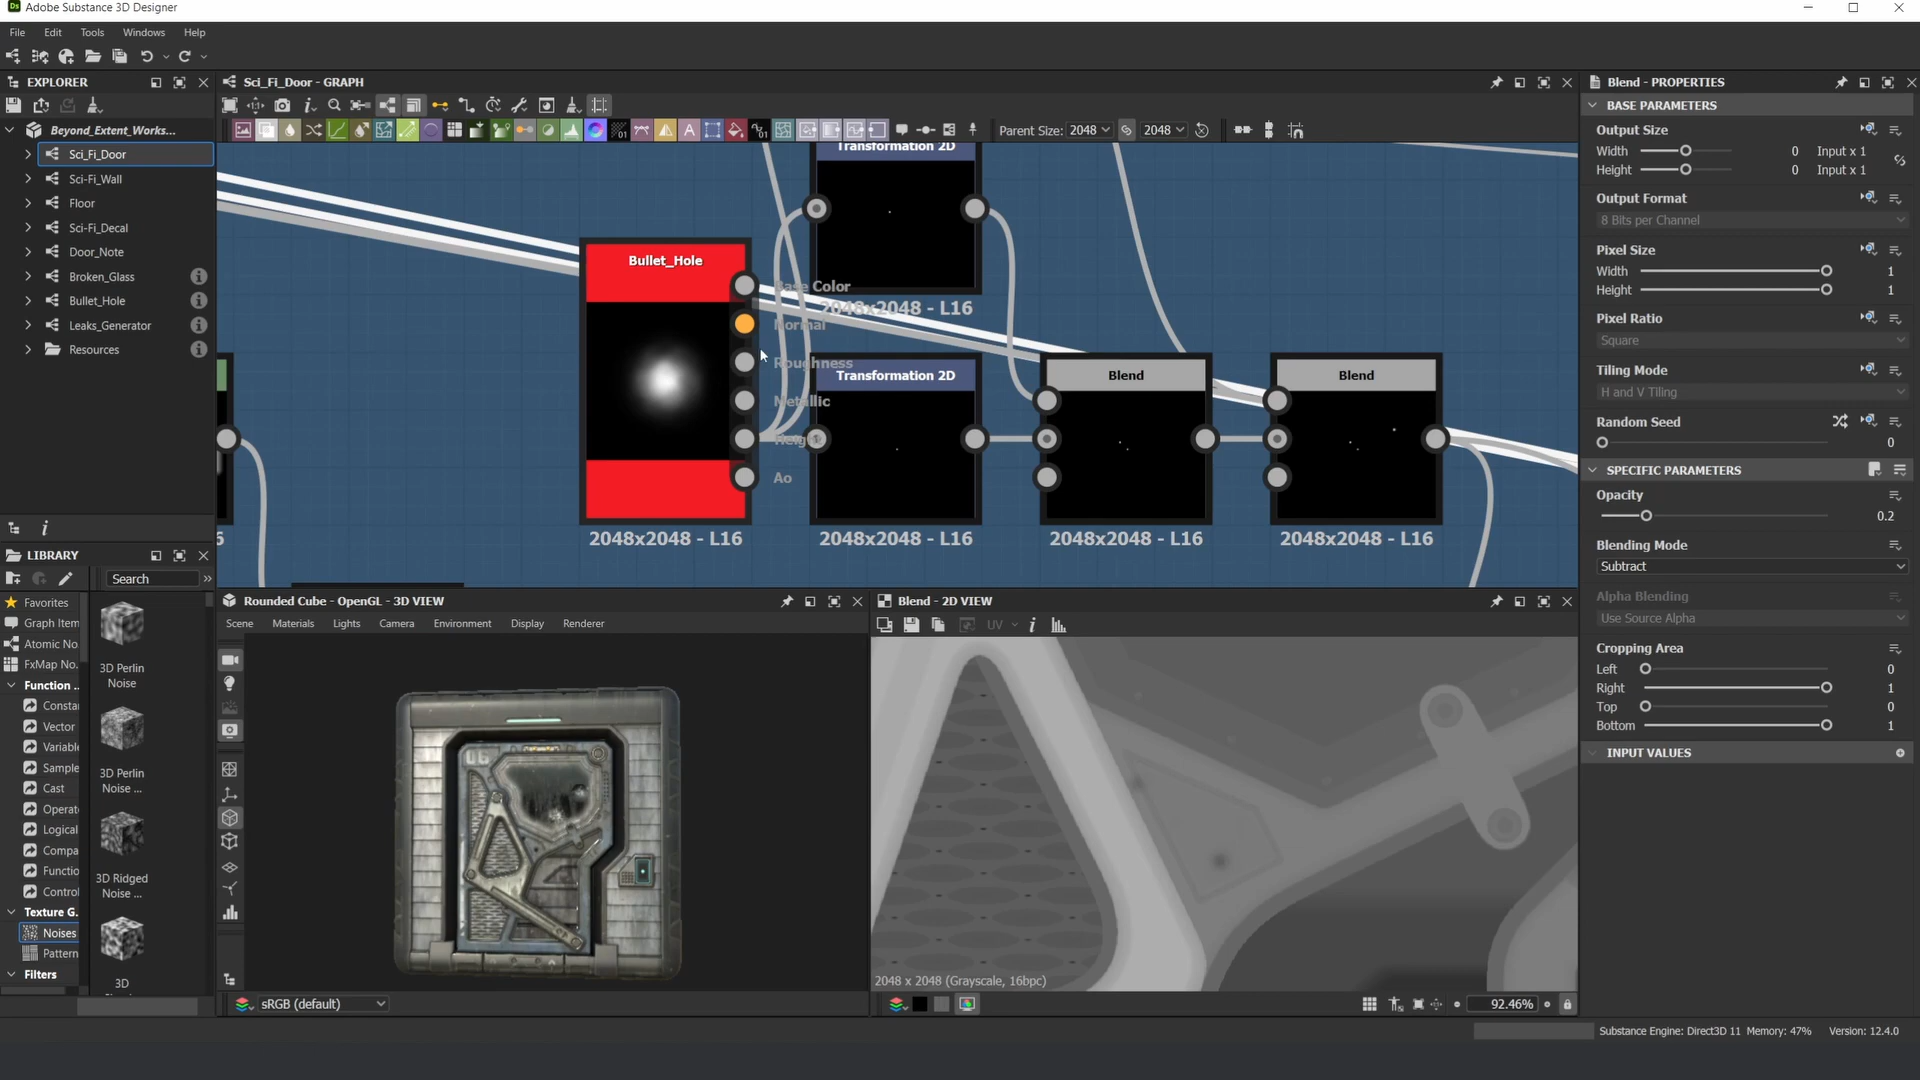 Adobe Substance 3D Designer
File Edit Tools Windows Help
EXPLORER
Beyond_Extent_Works...
Sci_Fi_Door
Sci-Fi_Wall
Floor
Sci-Fi_Decal
Door_Note
Broken_Glass
Bullet_Hole
Leaks_Generator
Resources
LIBRARY
Search
Favorites
Graph Item
Atomic No
FxMap No.
Function ..
Consta
Vector
Variable
Sample
Cast
Operat
Logical
Compa
Functio
Control
Texture G.
Noises
Pattern
Filters
3D Perlin
Noise
3D Perlin
Noise ...
3D Ridged
Noise ...
3D
Sci_Fi_Door - GRAPH
Parent Size: 2048 2048
Transformation 2D
Bullet_Hole
Base Color
2048x2048 - L16
Normal
Roughness
Transformation 2D
Blend
Blend
Metallic
Ao
2048x2048 - L16
2048x2048 - L16
2048x2048 - L16
2048x2048 - L16
Rounded Cube - OpenGL - 3D VIEW
Scene Materials Lights Camera Environment Display Renderer
06
sRGB (default)
Blend - 2D VIEW
UV
2048 x 2048 (Grayscale, 16bpc)
92.46%
Blend - PROPERTIES
BASE PARAMETERS
Output Size
Width 0 Input x 1
Height 0 Input x 1
Output Format
8 Bits per Channel
Pixel Size
Width 1
Height 1
Pixel Ratio
Square
Tiling Mode
H and V Tiling
Random Seed
0
SPECIFIC PARAMETERS
Opacity
0.2
Blending Mode
Subtract
Alpha Blending
Use Source Alpha
Cropping Area
Left 0
Right 1
Top 0
Bottom 1
INPUT VALUES
Substance Engine: Direct3D 11 Memory: 47% Version: 12.4.0